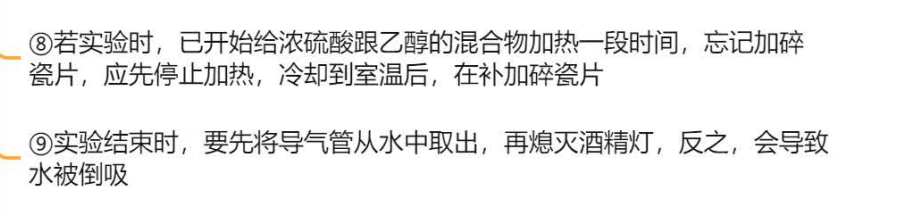 ⑧若实验时，已开始给浓硫酸跟乙醇的混合物加热一段时间，忘记加碎
瓷片，应先停止加热，冷却到室温后，在补加碎瓷片
⑨实验结束时，要先将导气管从水中取出，再熄灭酒精灯，反之，会导致
水被倒吸